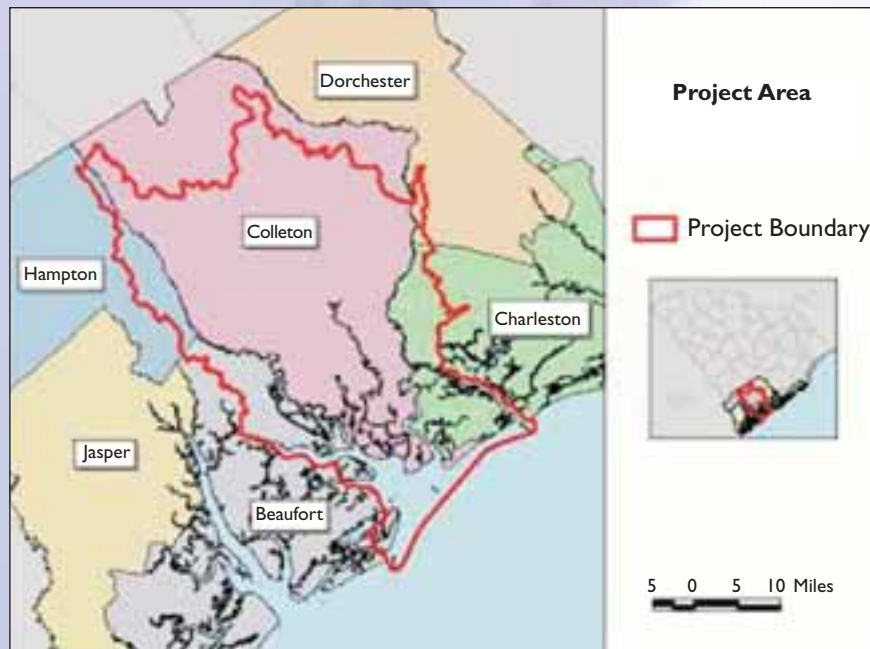 Dorchester
Colleton
Hampton
Charleston
Jasper
Beaufort
Project Area
Project Boundary
5 0 5 10 Miles